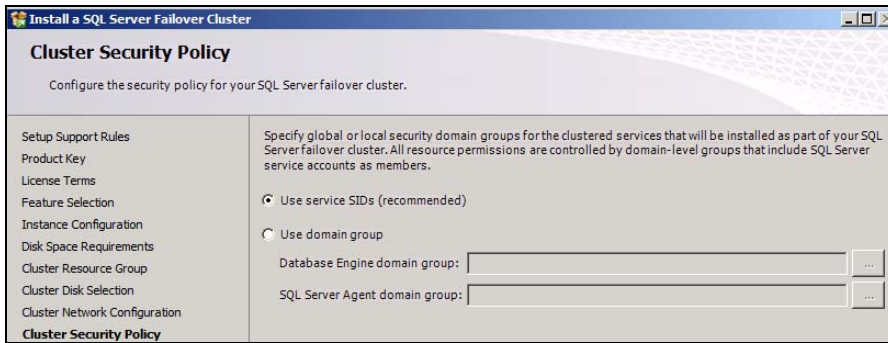 Install a SQL Server Failover Cluster
Cluster Security Policy
Configure the security policy for your SQL Server failover cluster.
Setup Support Rules
Product Key
License Terms
Feature Selection
Instance Configuration
Disk Space Requirements
Cluster Resource Group
Cluster Disk Selection
Cluster Network Configuration
Cluster Security Policy
Specify global or local security domain groups for the clustered services that will be installed as part of your SQL
Server failover cluster. All resource permissions are controlled by domain-level groups that include SQL Server
service accounts as members.
Use service SIDs (recommended)
Use domain group
Database Engine domain group:
...
SQL Server Agent domain group:
...